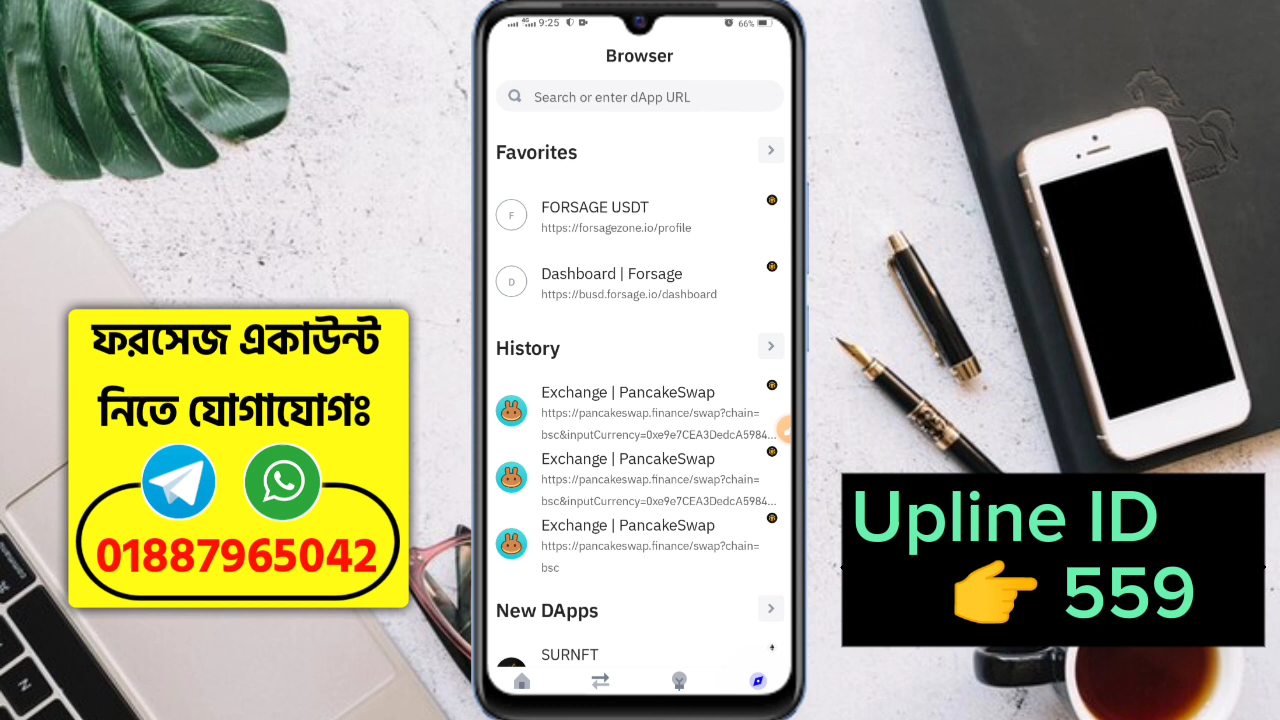 ফরসেজ একাউন্ট
নিতে যোগাযোগঃ
01887965042
4G 9:25
66%
Browser
Search or enter dApp URL
Favorites
F
FORSAGE USDT
https://forsagezone.io/profile
D
Dashboard | Forsage
https://busd.forsage.io/dashboard
History
Exchange | PancakeSwap
https://pancakeswap.finance/swap?chain=
bsc&inputCurrency=0xe9e7CEA3DedcA5984...
Exchange | PancakeSwap
https://pancakeswap.finance/swap?chain=
bsc&inputCurrency=0xe9e7CEA3DedcA5984...
Exchange | PancakeSwap
https://pancakeswap.finance/swap?chain=
bsc
New DApps
SURNFT
Upline ID
👉 559